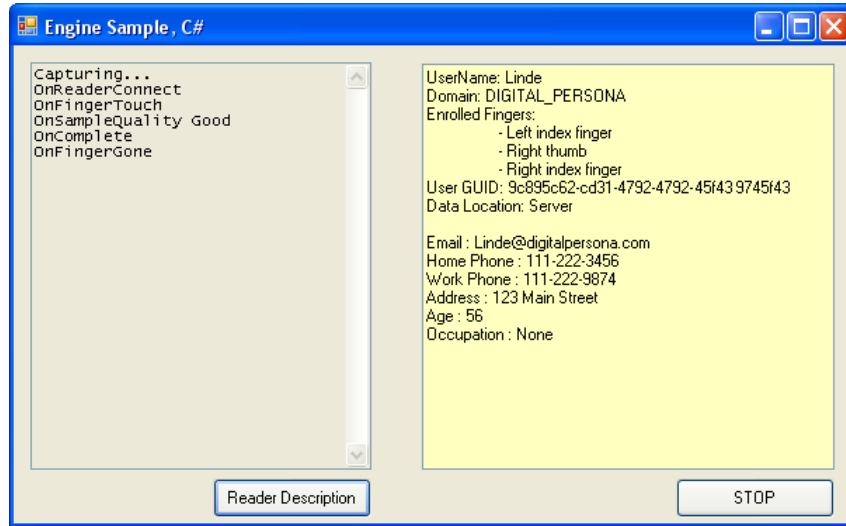 Engine Sample, C#
Capturing...
OnReaderConnect
OnFingerTouch
OnSampleQuality Good
OnComplete
OnFingerGone
UserName: Linde
Domain: DIGITAL_PERSONA
Enrolled Fingers:
- Left index finger
- Right thumb
- Right index finger
User GUID: 9c895c62-cd31-4792-4792-45f439745f43
Data Location: Server
Email : Linde@digitalpersona.com
Home Phone : 111-222-3456
Work Phone : 111-222-9874
Address : 123 Main Street
Age : 56
Occupation : None
Reader Description
STOP